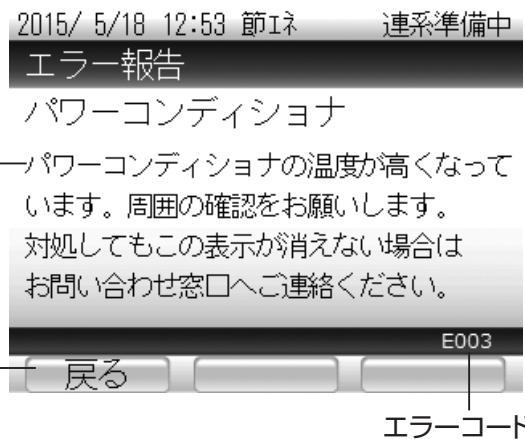 2015/ 5/18 12:53 節エネ 連系準備中
エラー報告
パワーコンディショナ
パワーコンディショナの温度が高くなって
います。周囲の確認をお願いします。
対処してもこの表示が消えない場合は
お問い合わせ窓口へご連絡ください。
E003
戻る
エラーコード